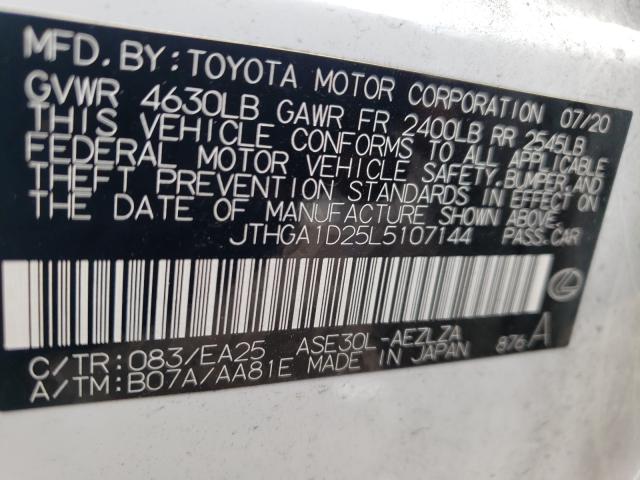 MFD. BY: TOYOTA MOTOR CORPORATION 07/20
GVWR 4630LB GAWR FR 2400LB RR 2545LB
THIS VEHICLE CONFORMS TO ALL APPLICABLE
FEDERAL MOTOR VEHICLE SAFETY, BUMPER, AND
THEFT PREVENTION STANDARDS IN EFFECT ON
THE DATE OF MANUFACTURE SHOWN ABOVE.
JTHGA1D25L5107144 PASS.CAR
C/TR: 083/EA25 ASE30L-AEZLZA
A/TM: B07A/AA81E MADE IN JAPAN 876 A